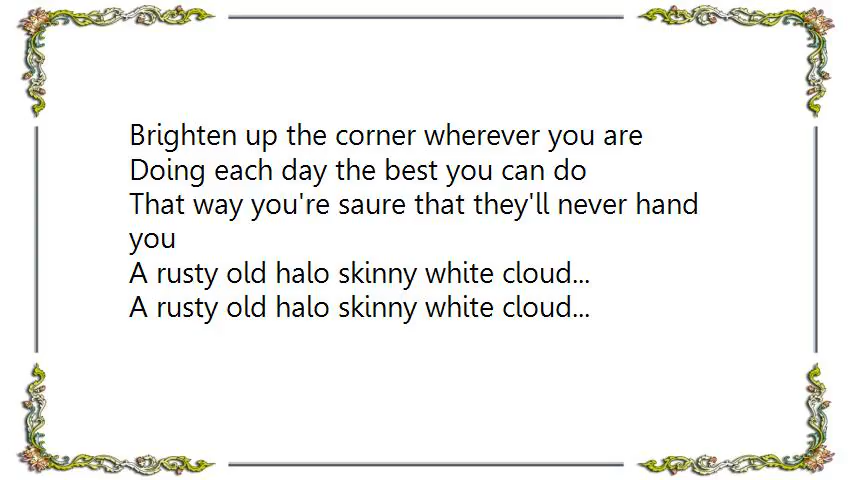 Brighten up the corner wherever you are
Doing each day the best you can do
That way you're saure that they'll never hand
you
A rusty old halo skinny white cloud...
A rusty old halo skinny white cloud...